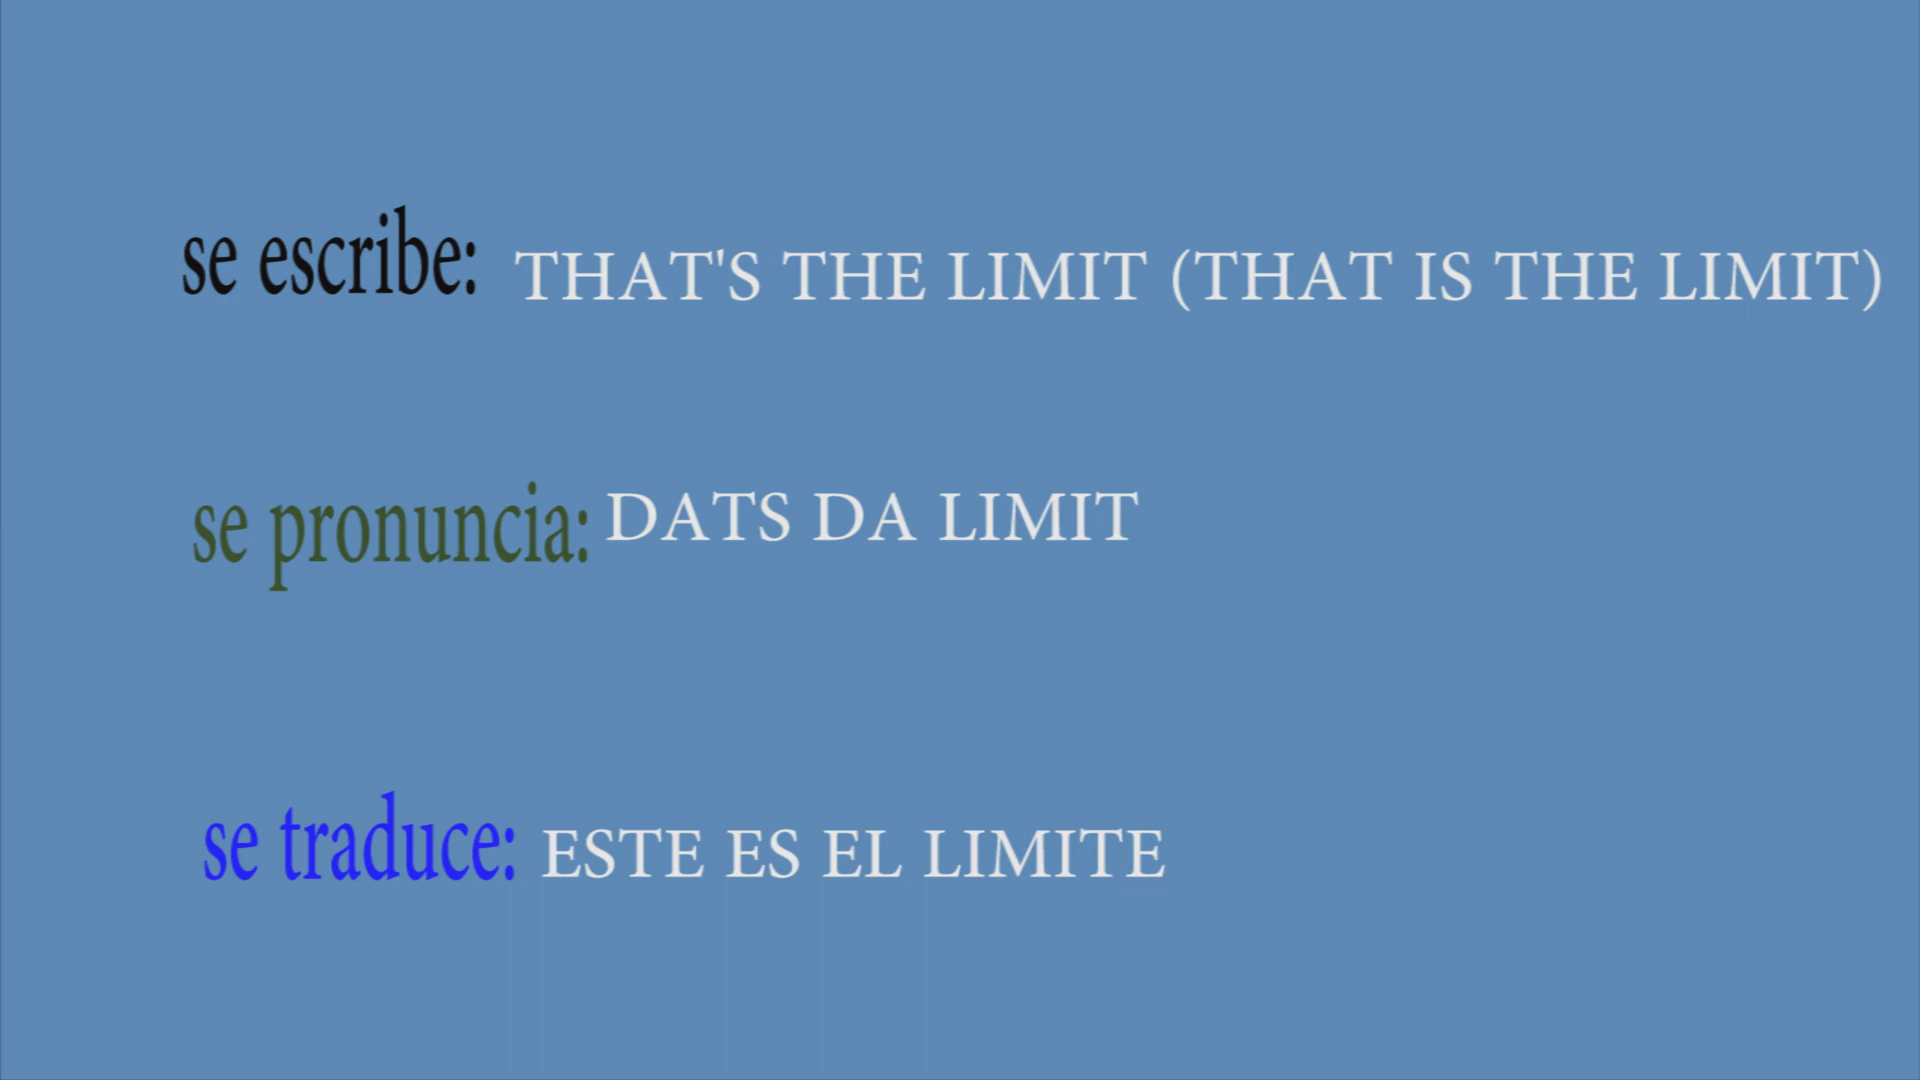 se escribe: THAT'S THE LIMIT (THAT IS THE LIMIT)
se pronuncia: DATS DA LIMIT
se traduce: ESTE ES EL LIMITE